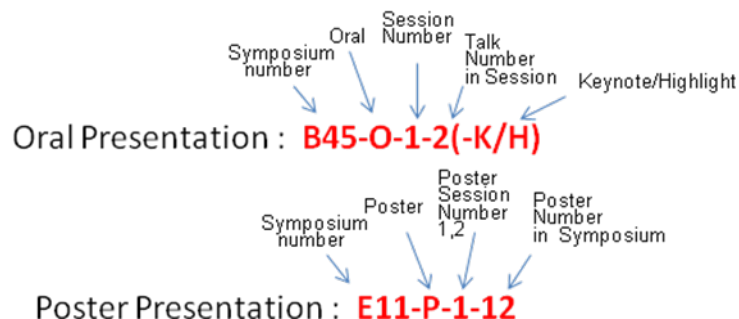 Session
Number
Oral
Talk
Number
in Session
Symposium
number
Keynote/Highlight
Oral Presentation : B45-O-1-2(-K/H)
Poster
Session
Number
1,2
Poster
Poster
Number
in Symposium
Symposium
number
Poster Presentation : E11-P-1-12